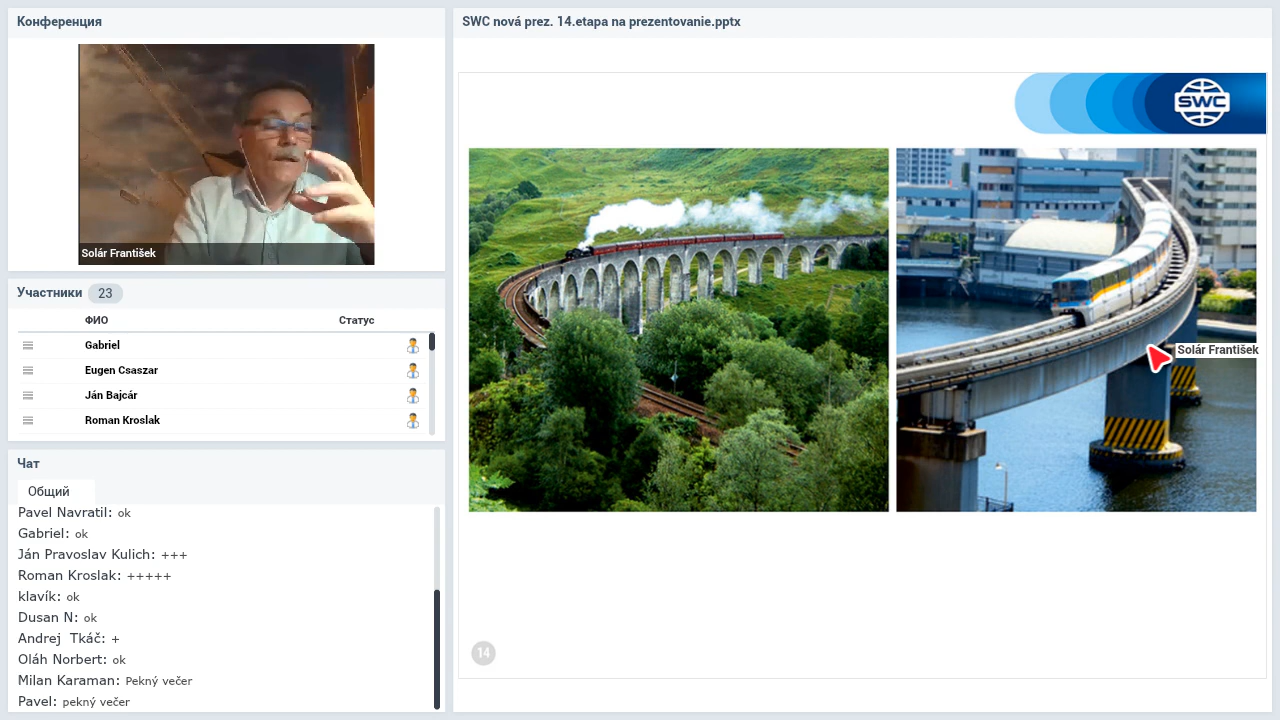 Конференция
Solár František
Участники 23
ФИО Статус
Gabriel
Eugen Csaszar
Ján Bajcár
Roman Kroslak
Чат
Общий
Pavel Navratil: ok
Gabriel: ok
Ján Pravoslav Kulich: +++
Roman Kroslak: +++++
klavík: ok
Dusan N: ok
Andrej Tkáč: +
Oláh Norbert: ok
Milan Karaman: Pekný večer
Pavel: pekný večer
SWC nová prez. 14.etapa na prezentovanie.pptx
SWC
Solár František
14